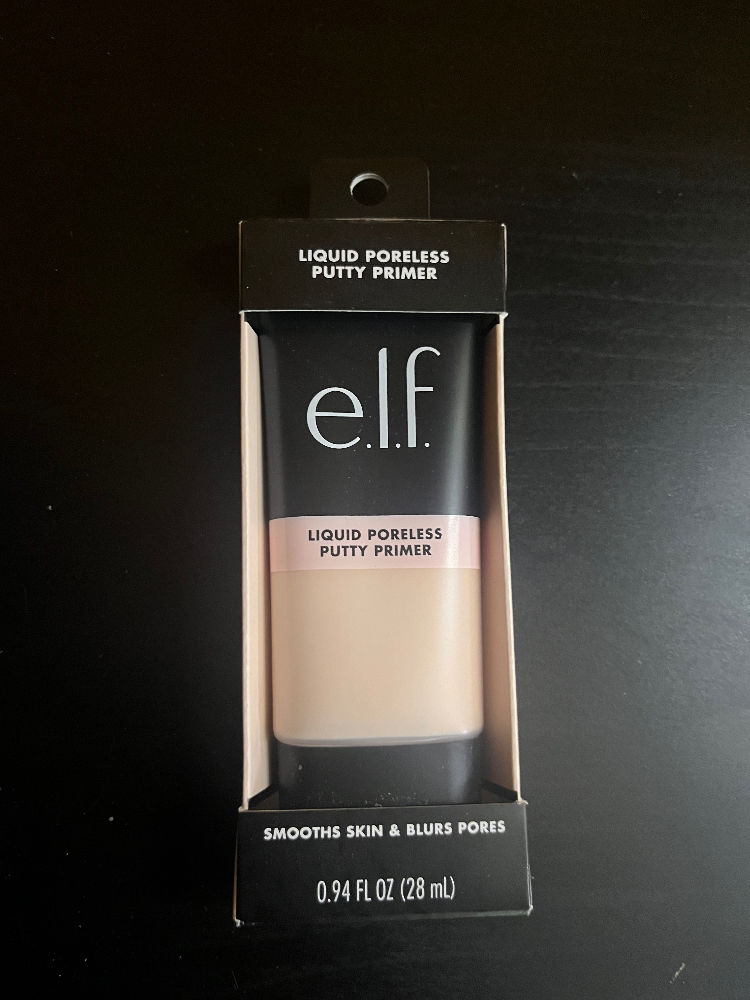 LIQUID PORELESS
PUTTY PRIMER
e.l.f.
LIQUID PORELESS
PUTTY PRIMER
SMOOTHS SKIN & BLURS PORES
0.94 FL OZ (28 mL)